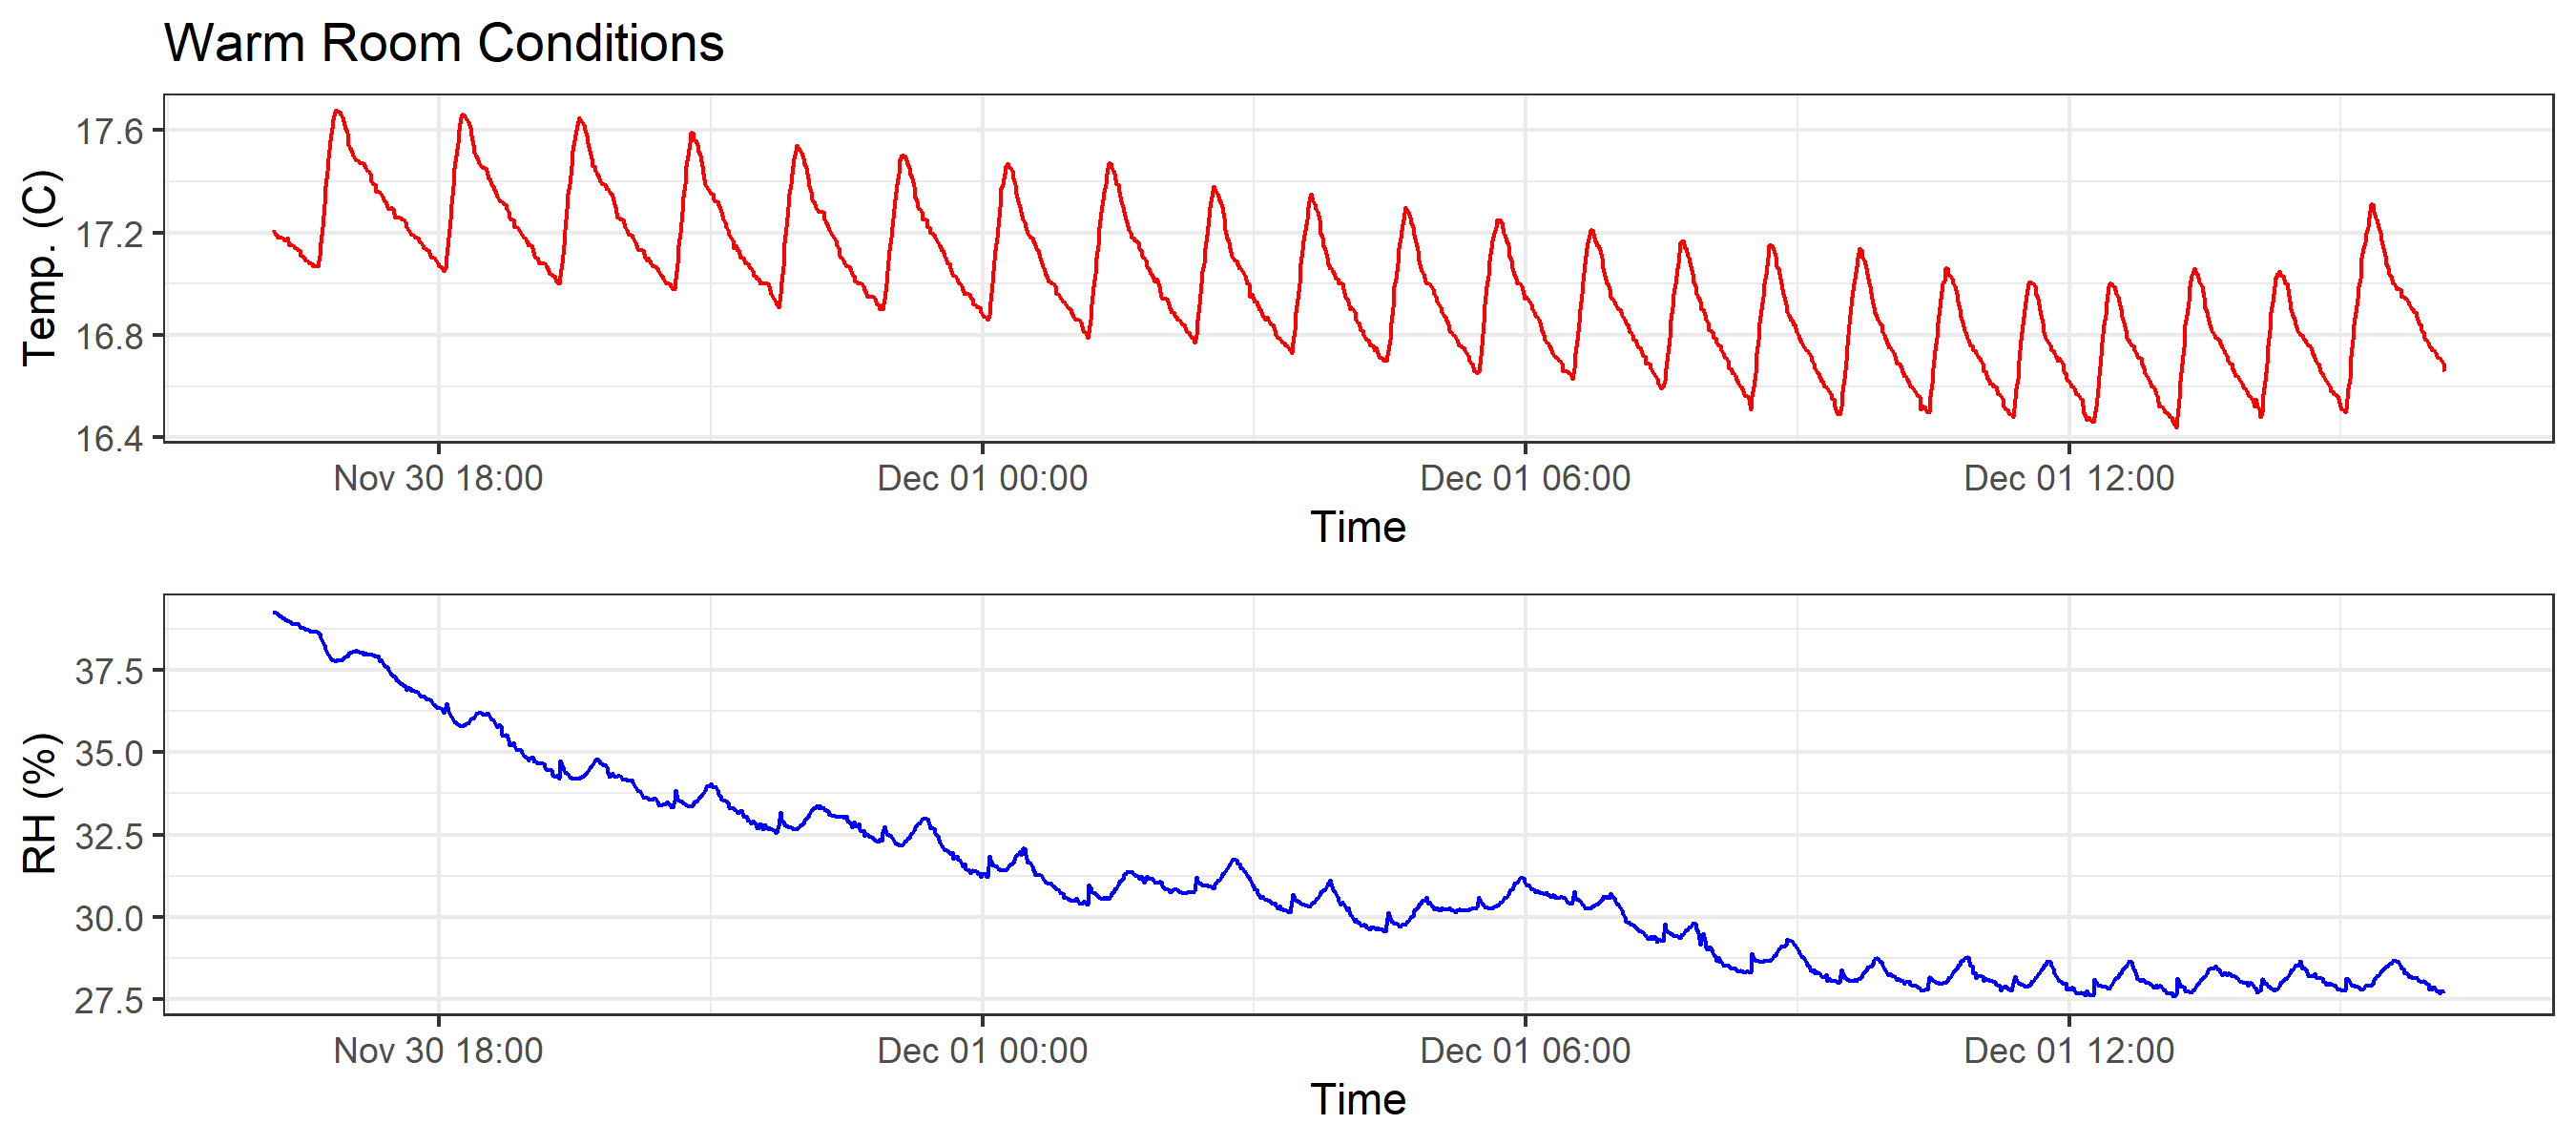 Warm Room Conditions
Temp. (C)
17.6
17.2
16.8
16.4
Nov 30 18:00 Dec 01 00:00 Dec 01 06:00 Dec 01 12:00
Time
RH (%)
37.5
35.0
32.5
30.0
27.5
Nov 30 18:00 Dec 01 00:00 Dec 01 06:00 Dec 01 12:00
Time